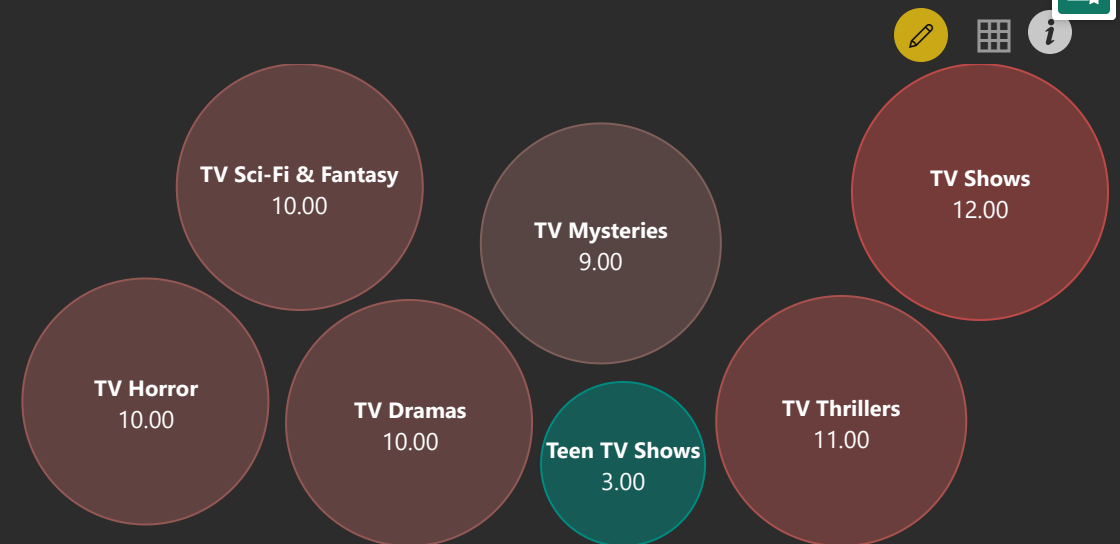 TV Sci-Fi & Fantasy
10.00
TV Mysteries
9.00
TV Shows
12.00
TV Horror
10.00
TV Dramas
10.00
Teen TV Shows
3.00
TV Thrillers
11.00
i